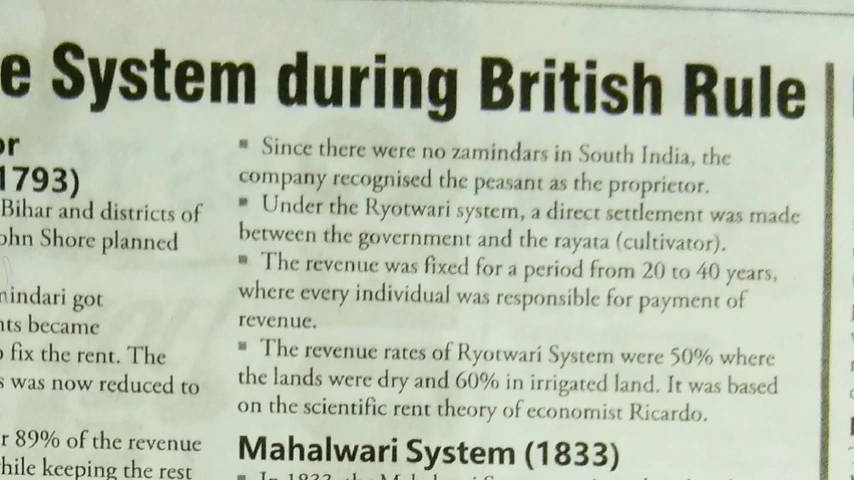 e System during British Rule
or
1793)
Bihar and districts of
ohn Shore planned
nindari got
nts became
fix the rent. The
s was now reduced to
r 89% of the revenue
hile keeping the rest
▪ Since there were no zamindars in South India, the
company recognised the peasant as the proprietor.
▪ Under the Ryotwari system, a direct settlement was made
between the government and the rayata (cultivator).
▪ The revenue was fixed for a period from 20 to 40 years,
where every individual was responsible for payment of
revenue.
▪ The revenue rates of Ryotwari System were 50% where
the lands were dry and 60% in irrigated land. It was based
on the scientific rent theory of economist Ricardo.
Mahalwari System (1833)
▪ In 1833, the